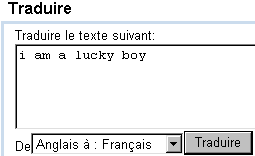 Traduire
Traduire le texte suivant:
i am a lucky boy
De Anglais à : Français Traduire